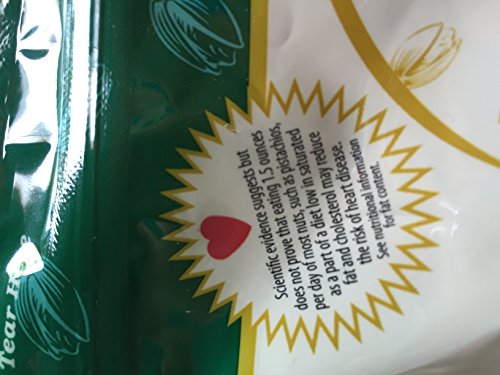 Scientific evidence suggests but
does not prove that eating 1.5 ounces
per day of most nuts, such as pistachios,
as a part of a diet low in saturated
fat and cholesterol may reduce
the risk of heart disease.
See nutritional information
for fat content.
Tear